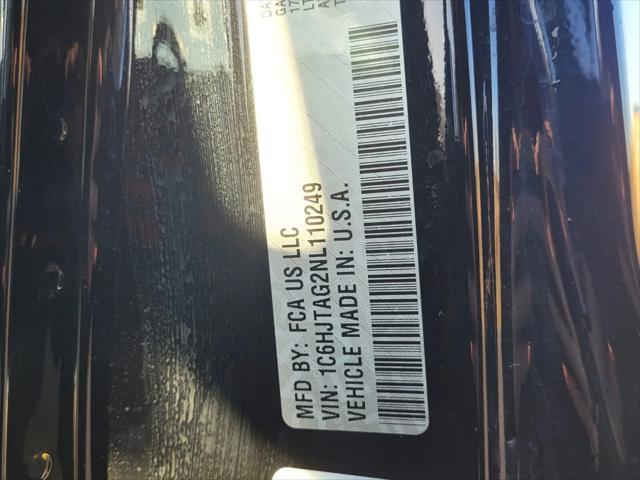 MFD BY: FCA US LLC
VIN: 1C6HJTAG2NL110249
VEHICLE MADE IN: U.S.A.